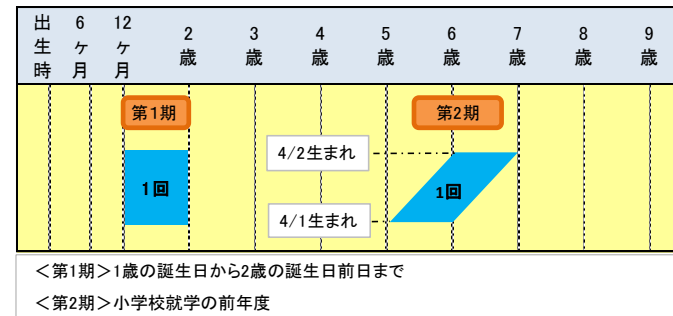 出生時 6ヶ月 12ヶ月 2歳 3歳 4歳 5歳 6歳 7歳 8歳 9歳
第1期 第2期
4/2生まれ
1回 1回
4/1生まれ
＜第1期＞1歳の誕生日から2歳の誕生日前日まで
＜第2期＞小学校就学の前年度